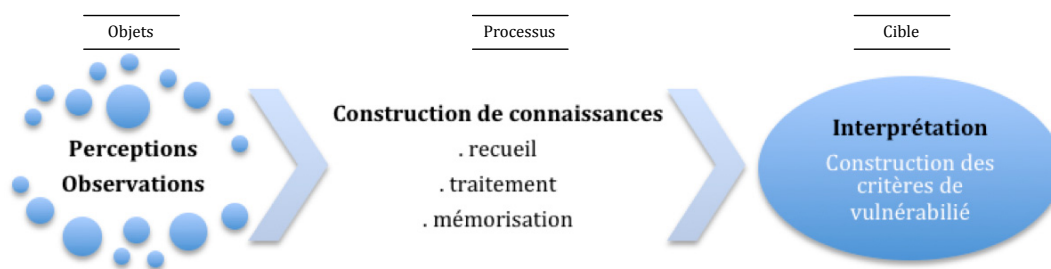 Objets
Processus
Cible
Perceptions
Observations
Construction de connaissances
. recueil
. traitement
. mémorisation
Interprétation
Construction des
critères de
vulnérabilié